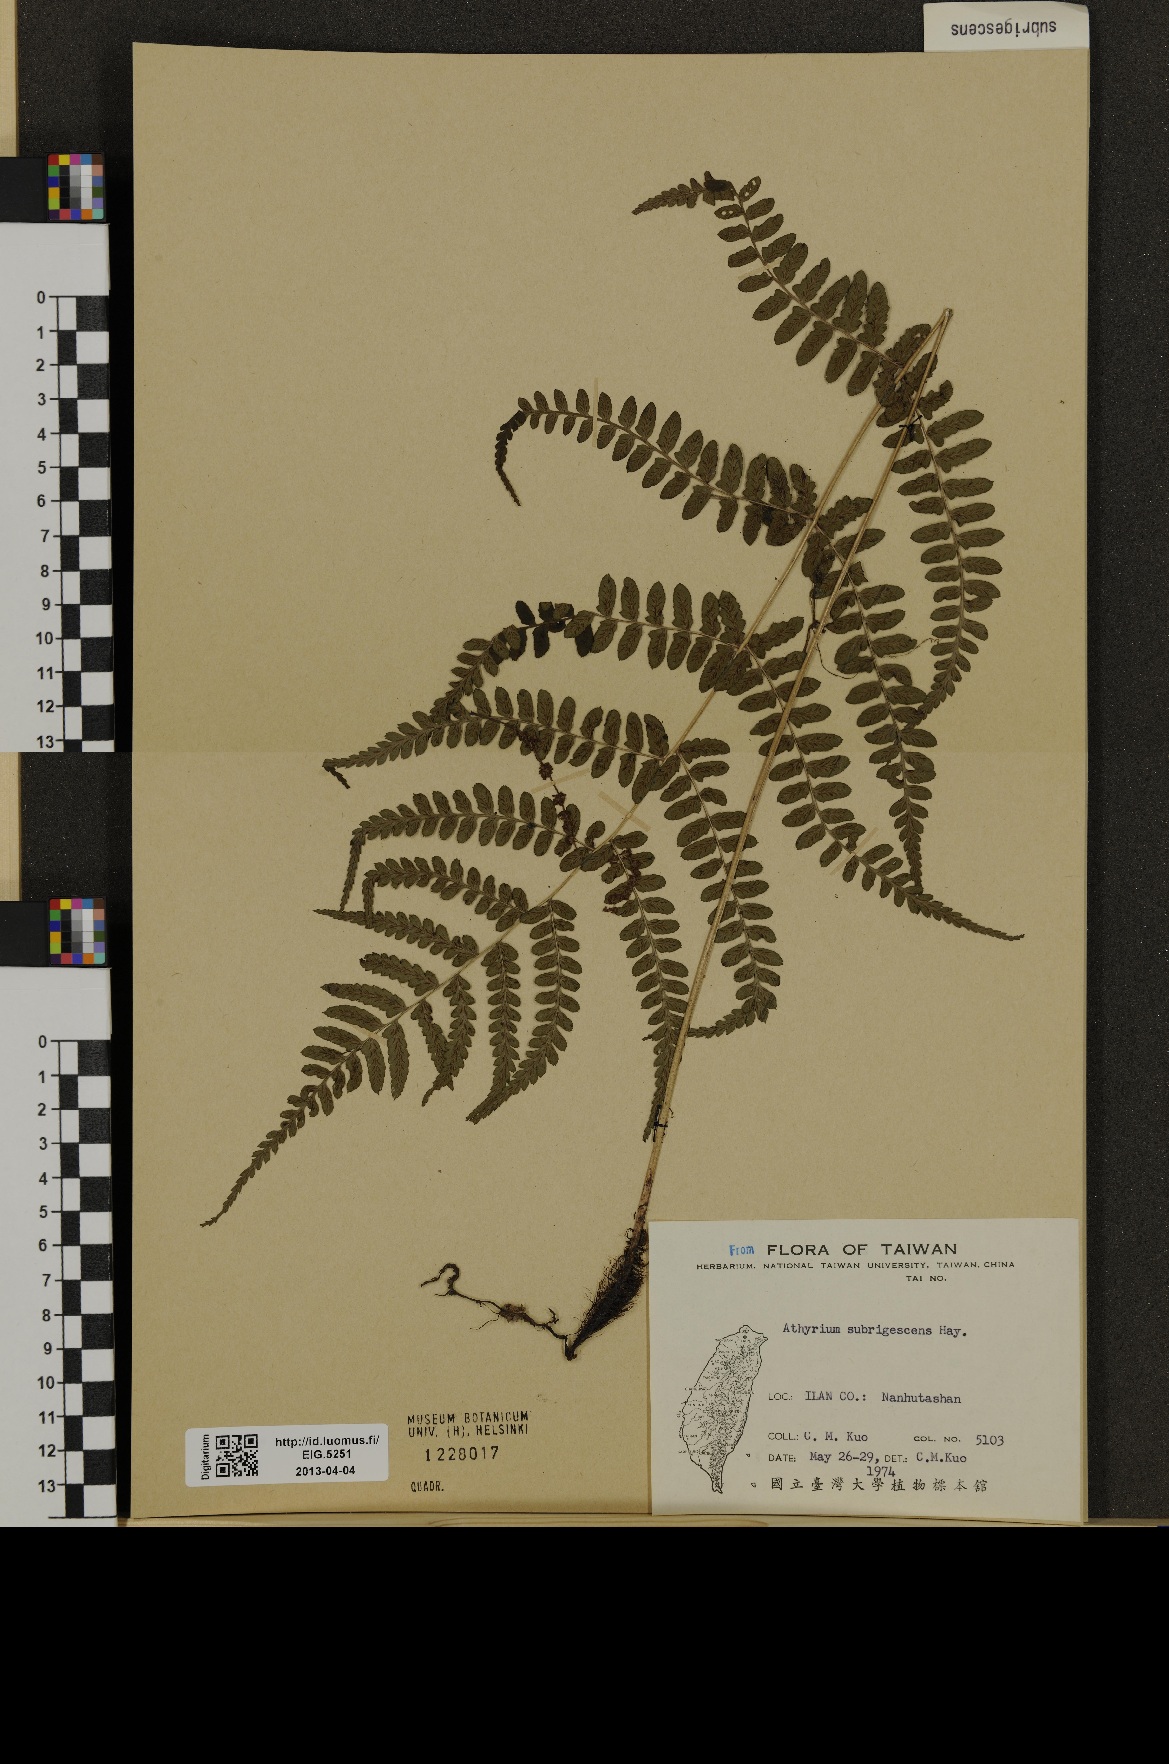 subrigescens
0
1
2
3
4
5
6
7
8
9
10
11
12
13
0
1
2
3
4
5
6
7
8
9
10
11
12
13
From FLORA OF TAIWAN
HERBARIUM, NATIONAL TAIWAN UNIVERSITY, TAIWAN, CHINA
TAI NO.
Athyrium subrigescens Hay.
LOC.: ILAN CO.: Nanhutashan
COLL.: C. M. Kuo COL. NO. 5103
DATE: May 26-29, DET.: C.M.Kuo
1974
國立臺灣大學植物標本館
MUSEUM BOTANICUM
UNIV. (H), HELSINKI
1228017
QUADR.
Digitarium
http://id.luomus.fi/
EIG.5251
2013-04-04